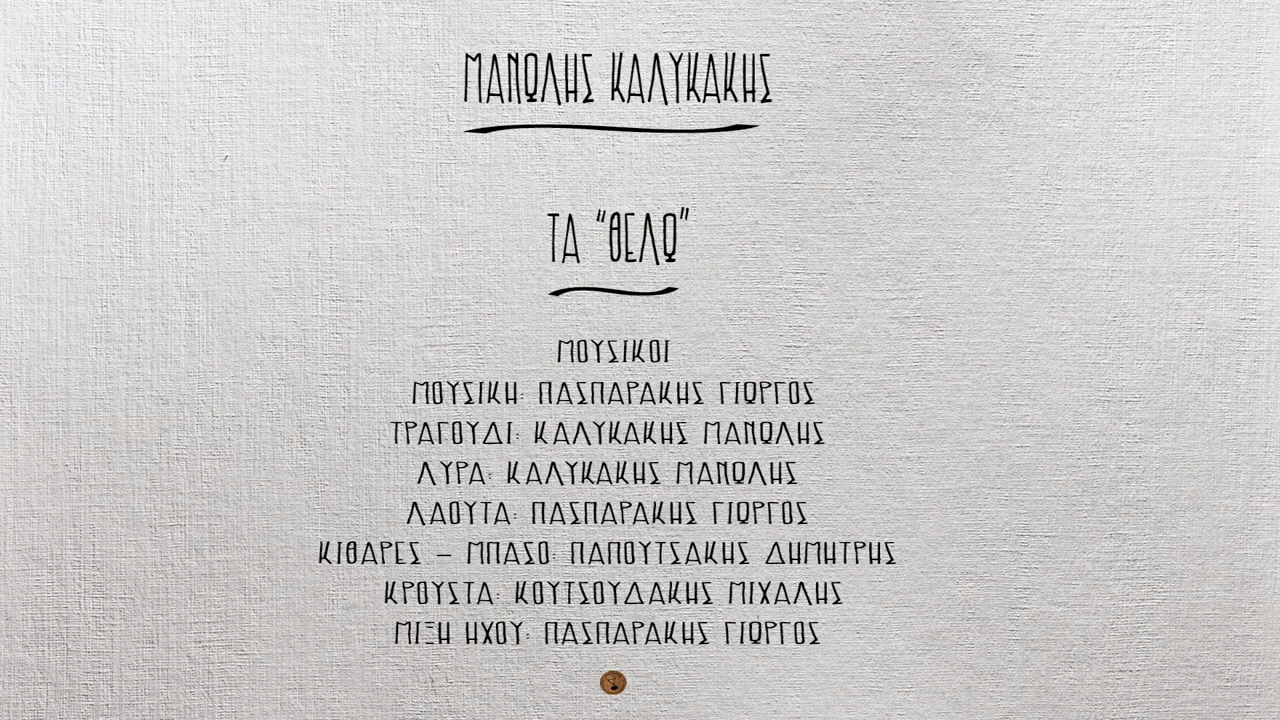 ΜΑΝΩΛΗΣ ΚΑΛΥΚΑΚΗΣ
ΤΑ "ΘΕΛΩ"
ΜΟΥΣΙΚΟΙ
ΜΟΥΣΙΚΗ: ΠΑΣΠΑΡΑΚΗΣ ΓΙΩΡΓΟΣ
ΤΡΑΓΟΥΔΙ: ΚΑΛΥΚΑΚΗΣ ΜΑΝΩΛΗΣ
ΛΥΡΑ: ΚΑΛΥΚΑΚΗΣ ΜΑΝΩΛΗΣ
ΛΑΟΥΤΑ: ΠΑΣΠΑΡΑΚΗΣ ΓΙΩΡΓΟΣ
ΚΙΘΑΡΕΣ – ΜΠΑΣΟ: ΠΑΠΟΥΤΣΑΚΗΣ ΔΗΜΗΤΡΗΣ
ΚΡΟΥΣΤΑ: ΚΟΥΤΣΟΥΔΑΚΗΣ ΜΙΧΑΛΗΣ
ΜΙΞΗ ΗΧΟΥ: ΠΑΣΠΑΡΑΚΗΣ ΓΙΩΡΓΟΣ